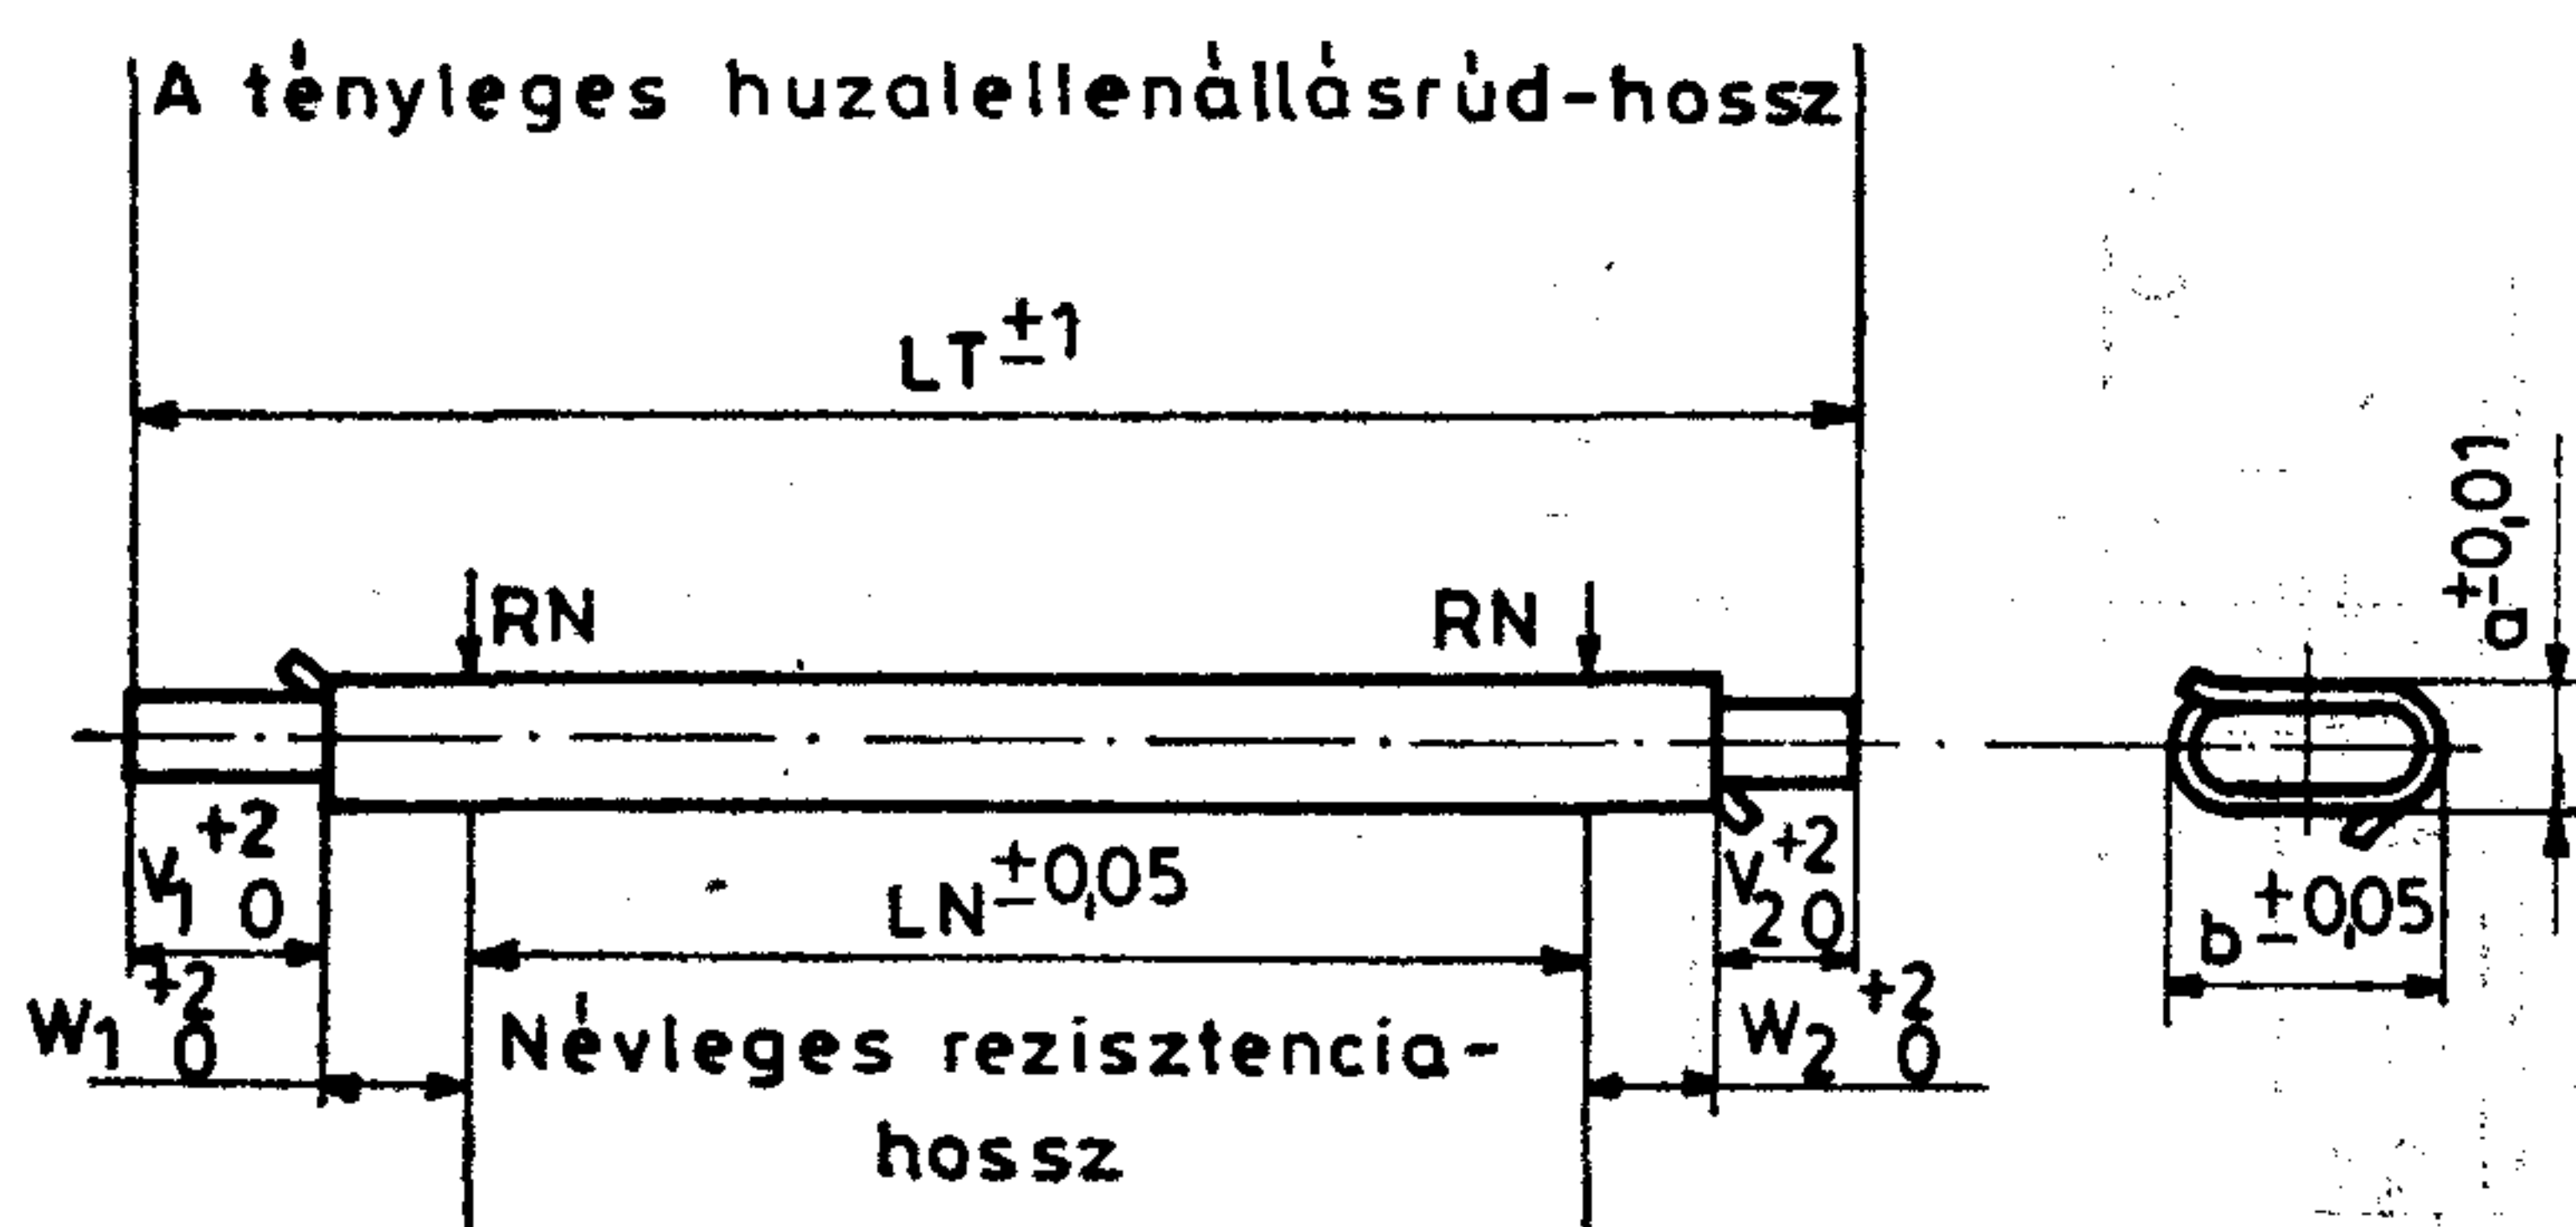 A tényleges huzalellenállásrúd-hossz
LT±1
a±0,01
RN
RN
V₁ +2 0
LN±0,05
V₂ +2 0
b±0,05
W₁ +2 0
Névleges rezisztencia-
W₂ +2 0
hossz